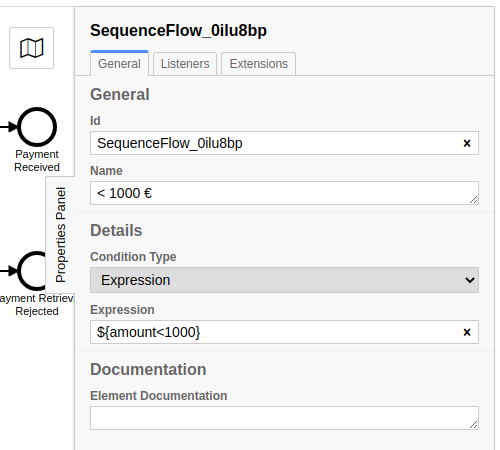 SequenceFlow_0ilu8bp
General
Listeners
Extensions
General
Id
SequenceFlow_0ilu8bp
Name
< 1000 €
Details
Condition Type
Expression
Expression
${amount<1000}
Documentation
Element Documentation
Properties Panel
Payment
Received
ayment Retriev
Rejected